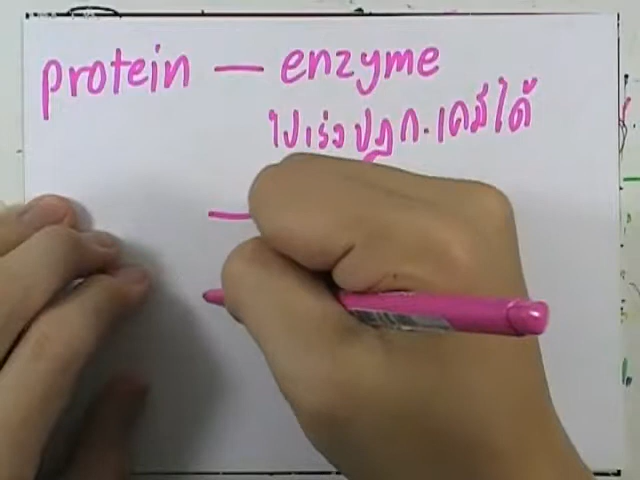 protein — enzyme
ไปเร่งปฏิก.เคมีได้
—